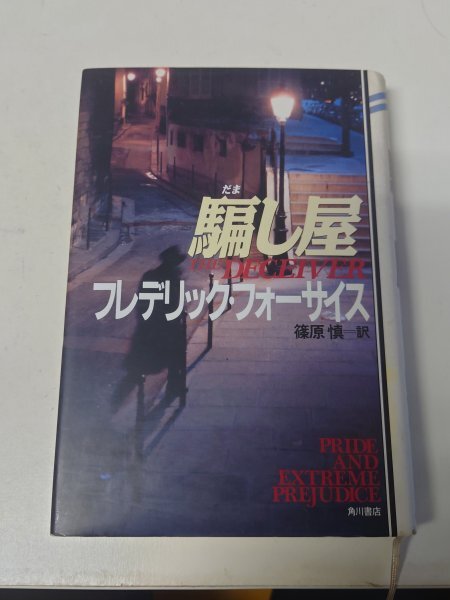 だま
騙し屋
THE DECEIVER
フレデリック・フォーサイス
篠原 慎=訳
PRIDE
AND
EXTREME
PREJUDICE
角川書店